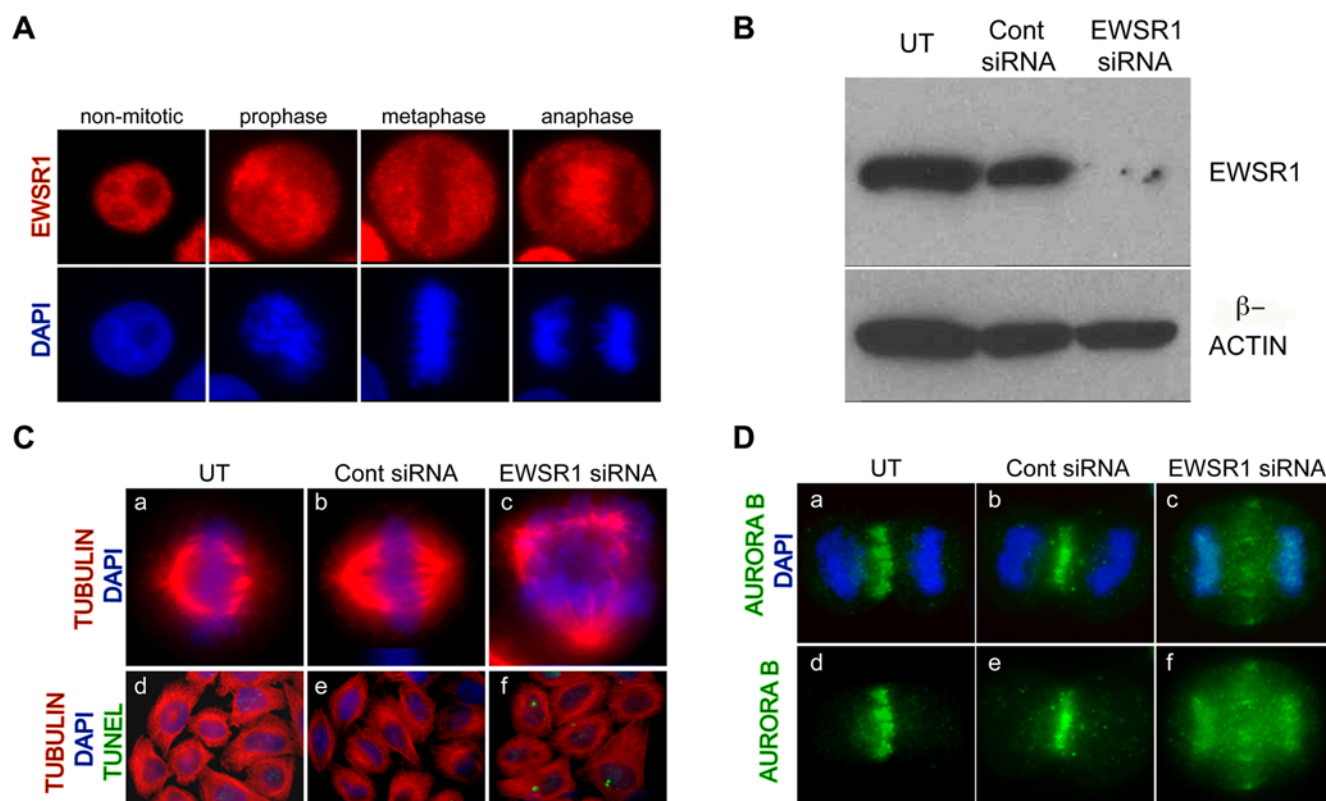 A
non-mitotic prophase metaphase anaphase
EWSR1
DAPI
B
UT Cont siRNA EWSR1 siRNA
EWSR1
β-
ACTIN
C
UT Cont siRNA EWSR1 siRNA
TUBULIN
DAPI
a b c
TUBULIN
DAPI
TUNEL
d e f
D
UT Cont siRNA EWSR1 siRNA
AURORA B
DAPI
a b c
AURORA B
d e f